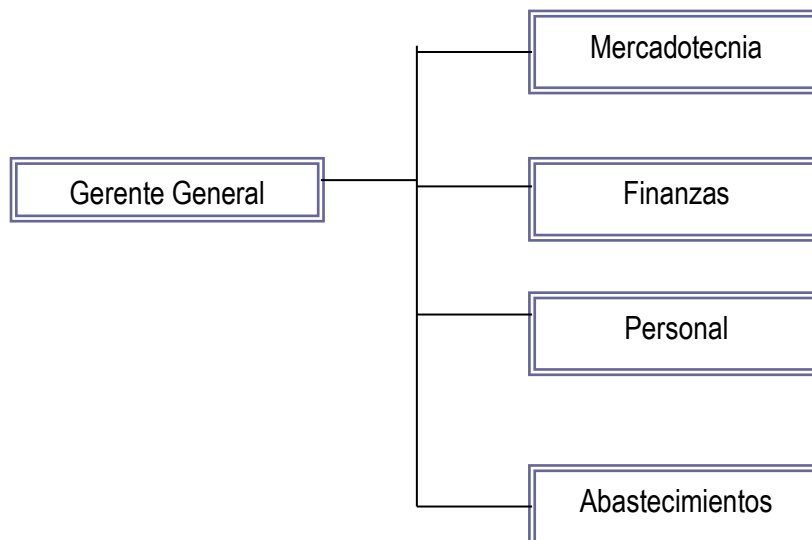 Mercadotecnia
Gerente General
Finanzas
Personal
Abastecimientos